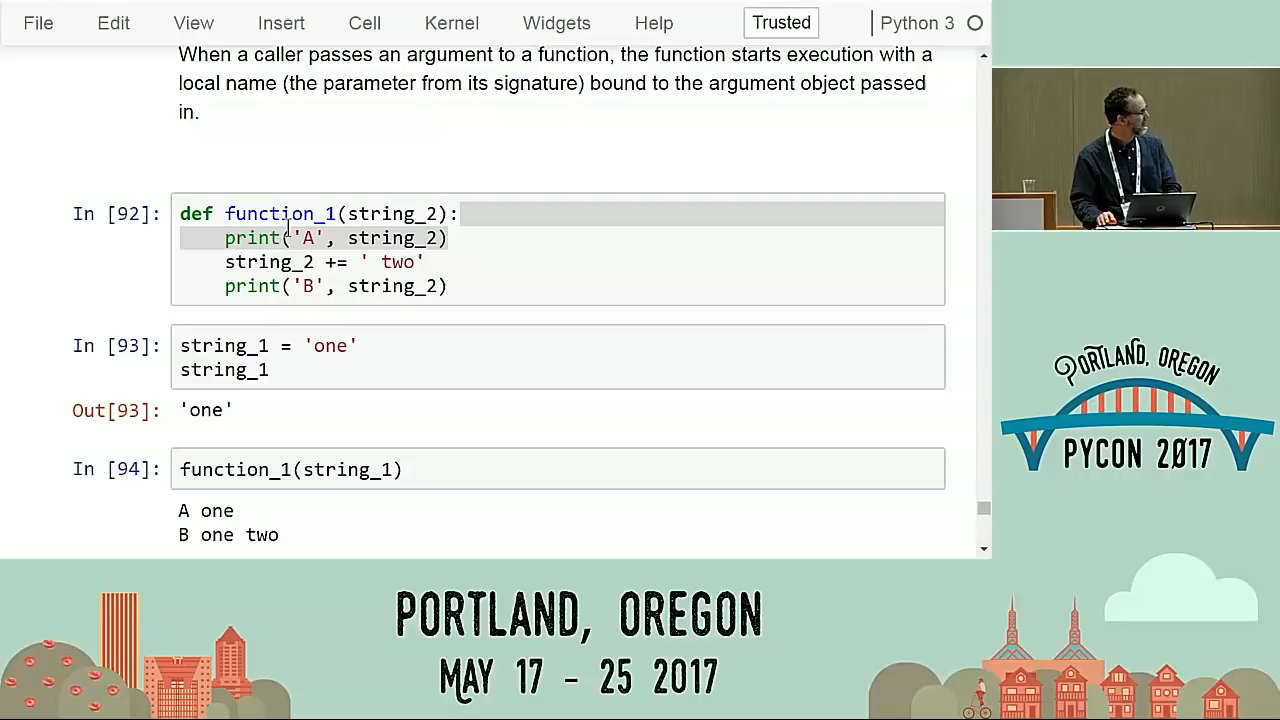 File Edit View Insert Cell Kernel Widgets Help Trusted Python 3
When a caller passes an argument to a function, the function starts execution with a
local name (the parameter from its signature) bound to the argument object passed
in.
In [92]: def function_1(string_2):
print('A', string_2)
string_2 += ' two'
print('B', string_2)
In [93]: string_1 = 'one'
string_1
Out[93]: 'one'
In [94]: function_1(string_1)
A one
B one two
PORTLAND, OREGON
PYCON 2017
PORTLAND, OREGON
MAY 17 - 25 2017